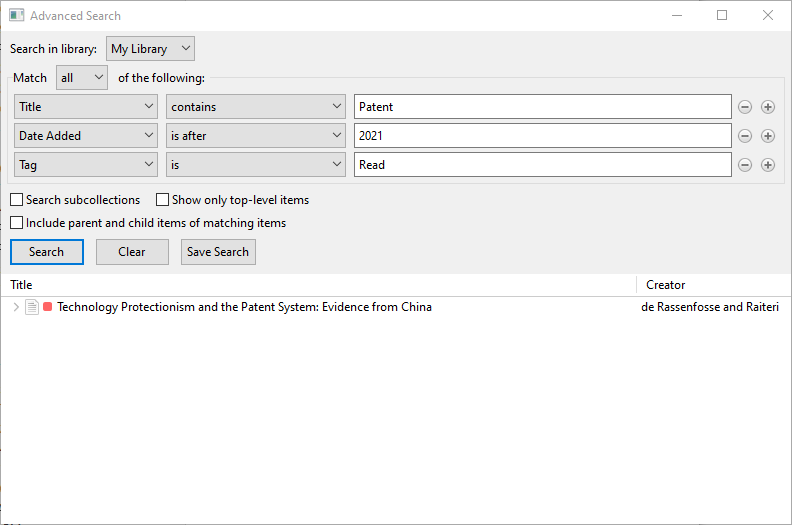 Advanced Search
Search in library: My Library
Match all of the following:
Title contains Patent
Date Added is after 2021
Tag is Read
Search subcollections Show only top-level items
Include parent and child items of matching items
Search Clear Save Search
Title Creator
Technology Protectionism and the Patent System: Evidence from China de Rassenfosse and Raiteri